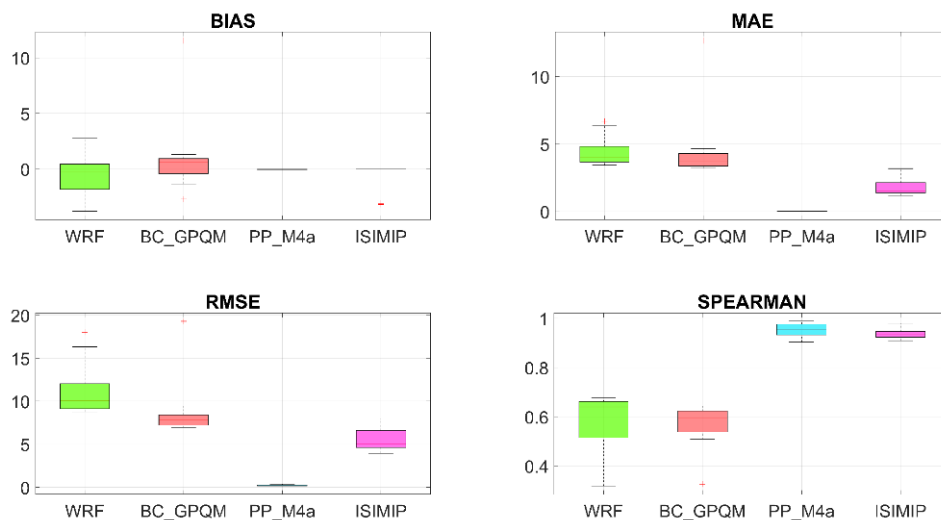 BIAS
10
5
0
WRF BC_GPQM PP_M4a ISIMIP
MAE
10
5
0
WRF BC_GPQM PP_M4a ISIMIP
RMSE
20
15
10
5
0
WRF BC_GPQM PP_M4a ISIMIP
SPEARMAN
1
0.8
0.6
0.4
WRF BC_GPQM PP_M4a ISIMIP